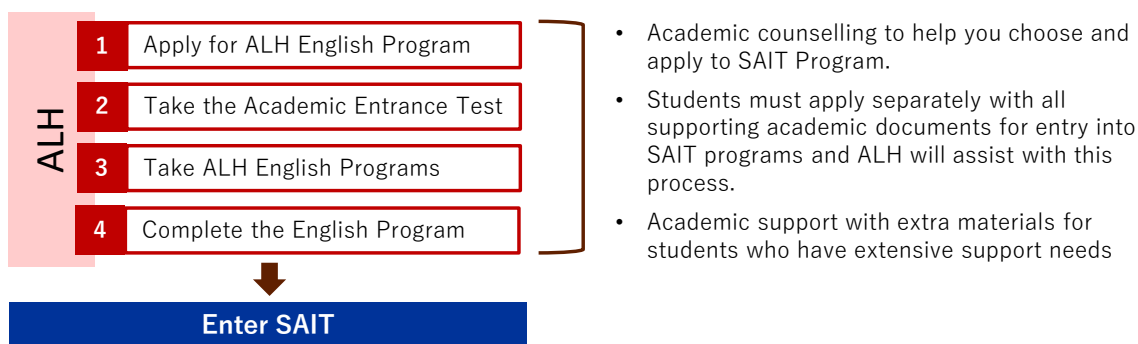 ALH
1 Apply for ALH English Program
2 Take the Academic Entrance Test
3 Take ALH English Programs
4 Complete the English Program
Enter SAIT
• Academic counselling to help you choose and
apply to SAIT Program.
• Students must apply separately with all
supporting academic documents for entry into
SAIT programs and ALH will assist with this
process.
• Academic support with extra materials for
students who have extensive support needs